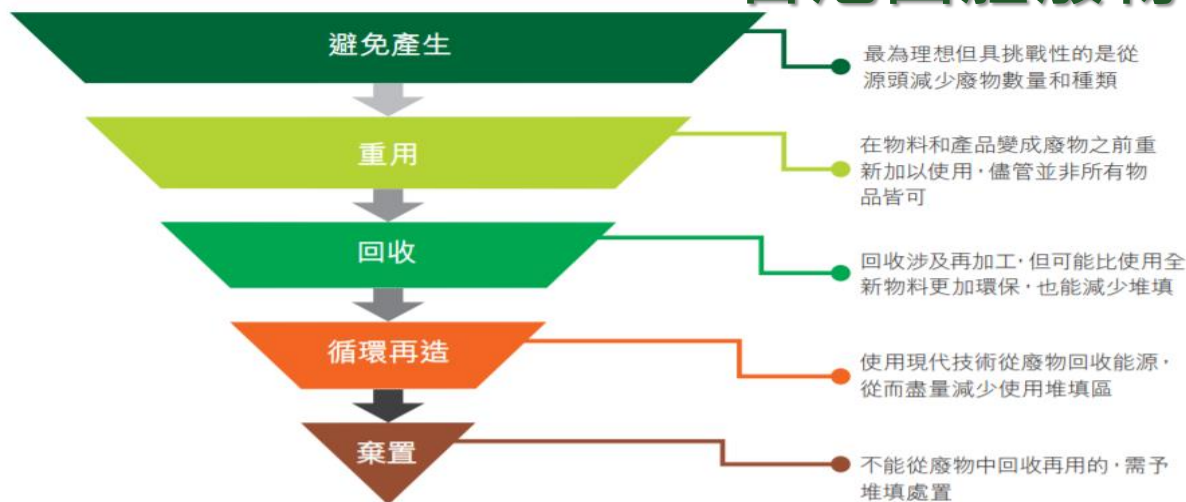 避免產生
最為理想但具挑戰性的是從
源頭減少廢物數量和種類
重用
在物料和產品變成廢物之前重
新加以使用，儘管並非所有物
品皆可
回收
回收涉及再加工，但可能比使用全
新物料更加環保，也能減少堆填
循環再造
使用現代技術從廢物回收能源，
從而盡量減少使用堆填區
棄置
不能從廢物中回收再用的，需予
堆填處置